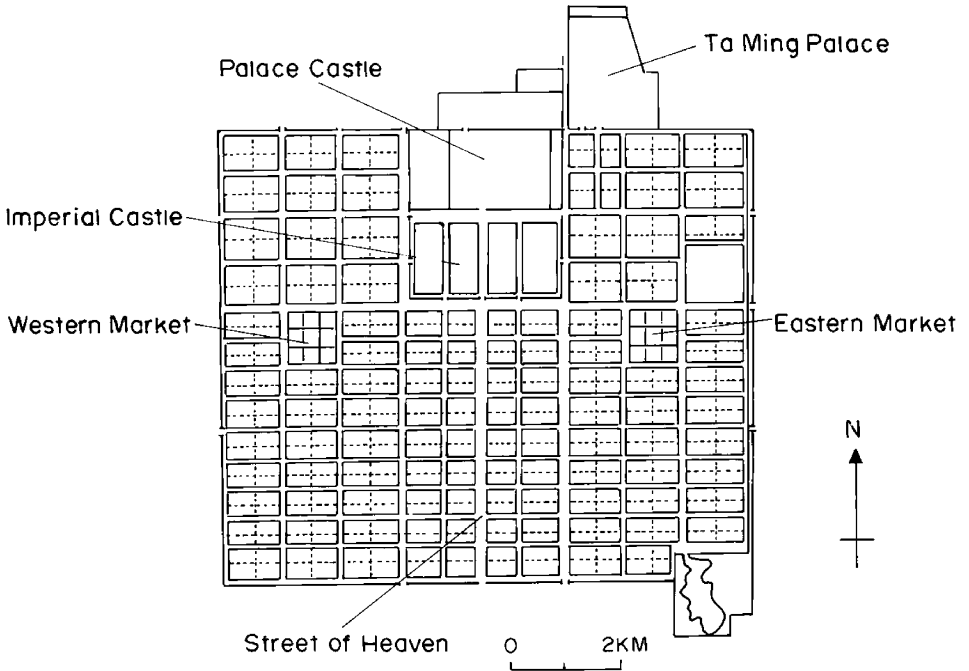 Ta Ming Palace
Palace Castle
Imperial Castle
Western Market
Eastern Market
N
Street of Heaven
0 2KM